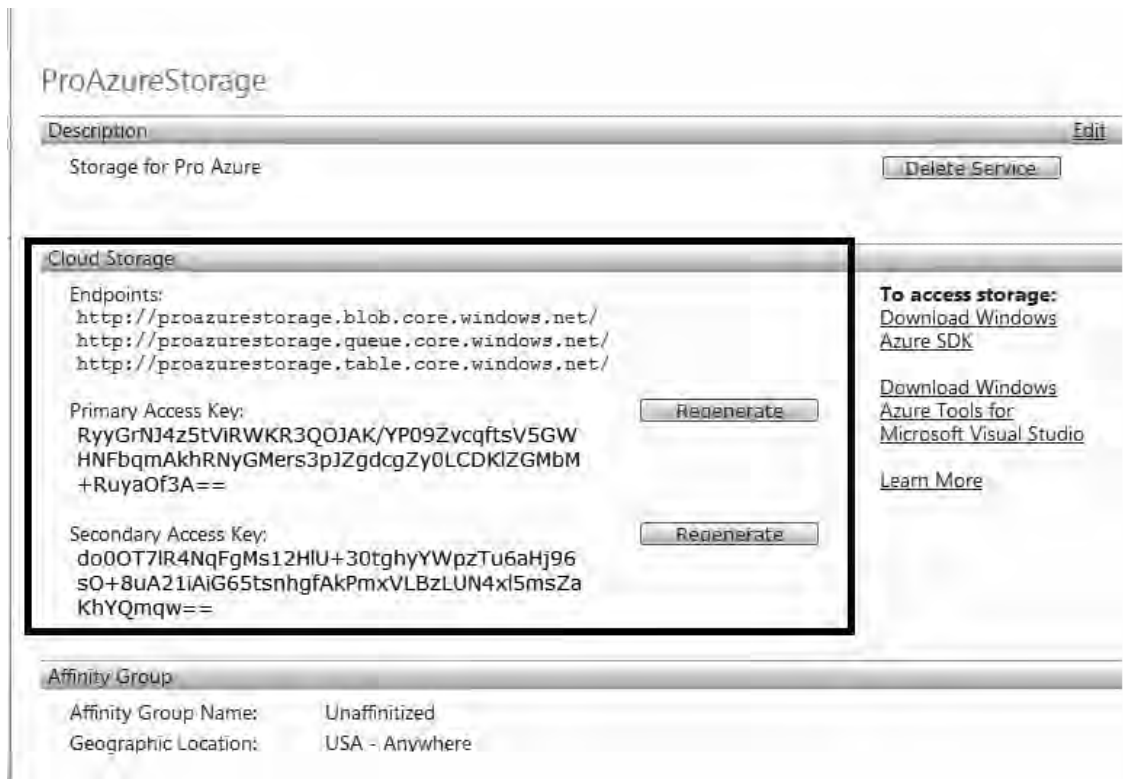 ProAzureStorage
Description
Edit
Storage for Pro Azure
Delete Service
Cloud Storage
Endpoints:
http://proazurestorage.blob.core.windows.net/
http://proazurestorage.queue.core.windows.net/
http://proazurestorage.table.core.windows.net/
Primary Access Key:
Regenerate
RyyGrNJ4z5tViRWKR3QOJAK/YP09ZvcqftsV5GW
HNFbqmAkhRNyGMers3pJZgdcgZy0LCDKlZGMbM
+RuyaOf3A==
Secondary Access Key:
Regenerate
do0OT7lR4NqFgMs12HlU+30tghyYWpzTu6aHj96
sO+8uA21iAiG65tsnhgfAkPmxVLBzLUN4xl5msZa
KhYQmqw==
To access storage:
Download Windows
Azure SDK
Download Windows
Azure Tools for
Microsoft Visual Studio
Learn More
Affinity Group
Affinity Group Name: Unaffinitized
Geographic Location: USA - Anywhere